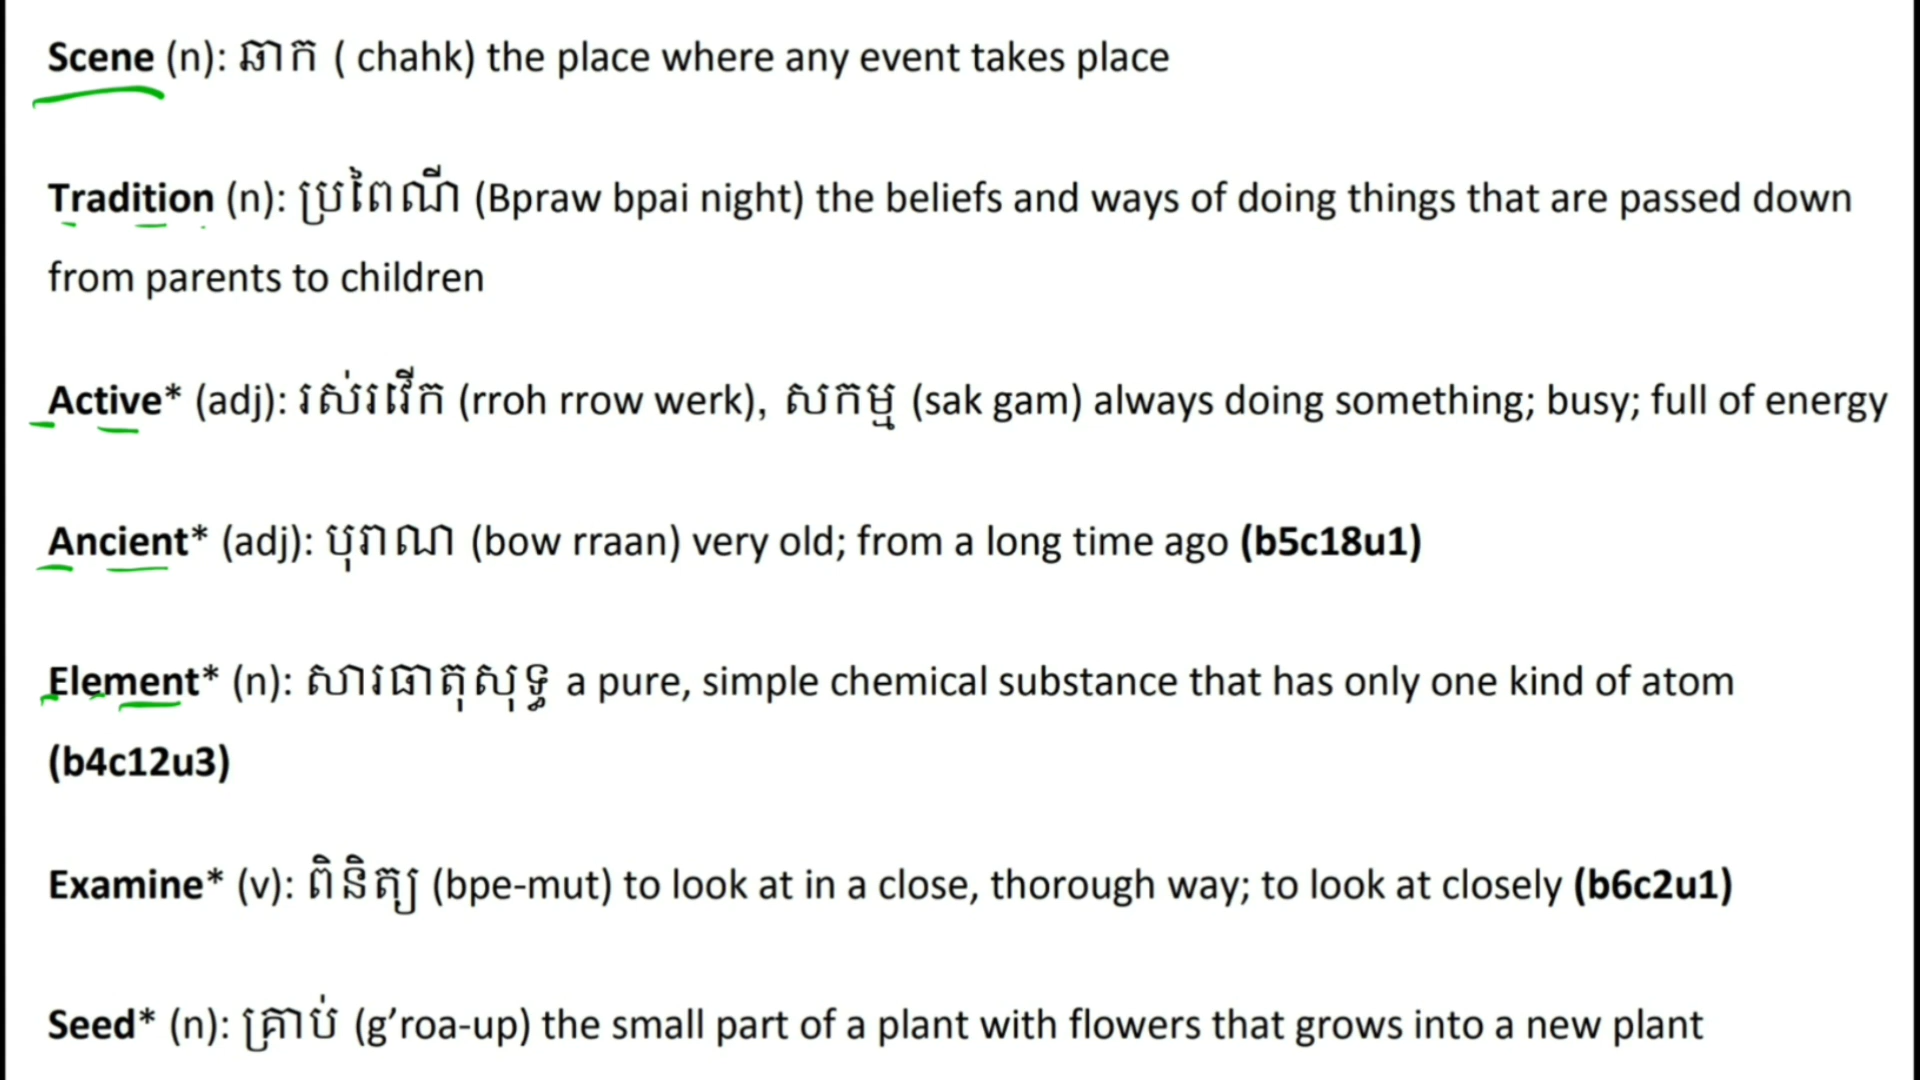 Scene (n): ឆាក ( chahk) the place where any event takes place
Tradition (n): ប្រពៃណី (Bpraw bpai night) the beliefs and ways of doing things that are passed down
from parents to children
Active* (adj): រស់រវើក (rroh rrow werk), សកម្ម (sak gam) always doing something; busy; full of energy
Ancient* (adj): បុរាណ (bow rraan) very old; from a long time ago (b5c18u1)
Element* (n): សារធាតុសុទ្ធ a pure, simple chemical substance that has only one kind of atom
(b4c12u3)
Examine* (v): ពិនិត្យ (bpe-mut) to look at in a close, thorough way; to look at closely (b6c2u1)
Seed* (n): គ្រាប់ (g’roa-up) the small part of a plant with flowers that grows into a new plant